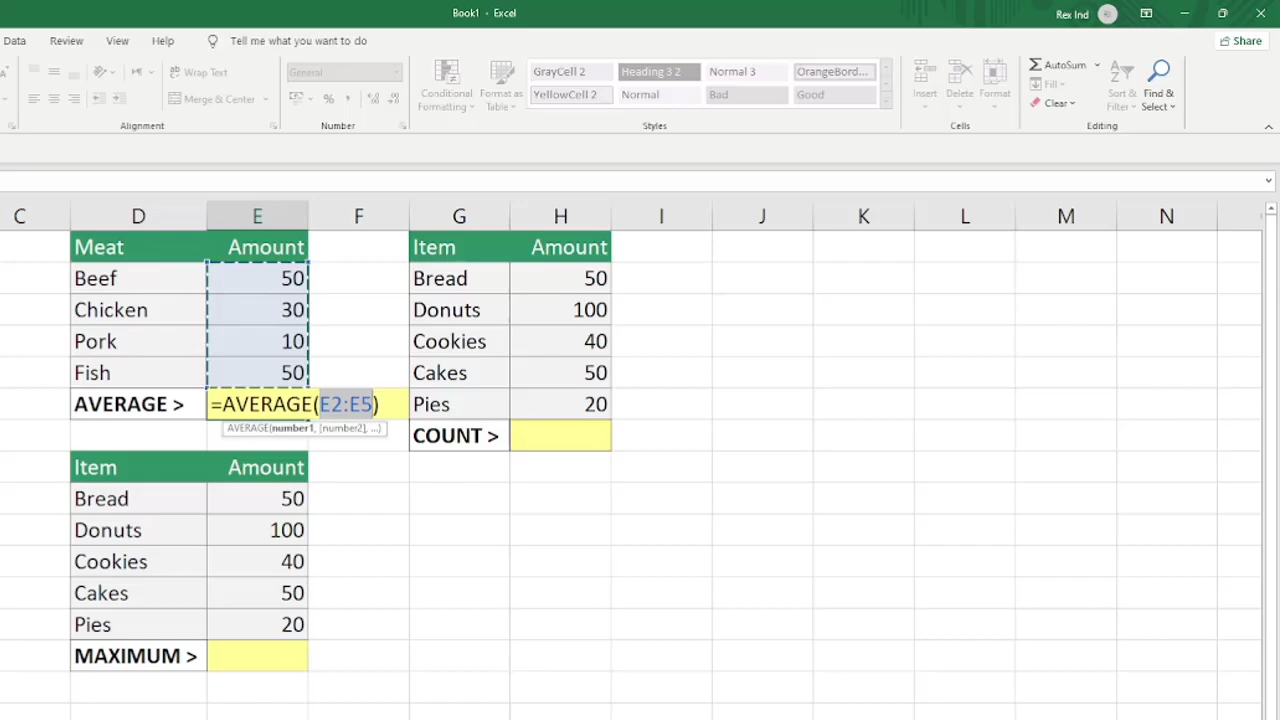 Book1 - Excel
Rex Ind
Data Review View Help Tell me what you want to do
Share
Wrap Text
Merge & Center
Alignment
General
%
Number
Conditional Formatting
Format as Table
GrayCell 2 Heading 3 2 Normal 3 OrangeBord...
YellowCell 2 Normal Bad Good
Styles
Insert Delete Format
Cells
AutoSum
Fill
Clear
Sort & Filter
Find & Select
Editing
C D E F G H I J K L M N
Meat Amount Item Amount
Beef 50 Bread 50
Chicken 30 Donuts 100
Pork 10 Cookies 40
Fish 50 Cakes 50
AVERAGE > =AVERAGE(E2:E5) Pies 20
AVERAGE(number1, [number2], ...)
COUNT >
Item Amount
Bread 50
Donuts 100
Cookies 40
Cakes 50
Pies 20
MAXIMUM >